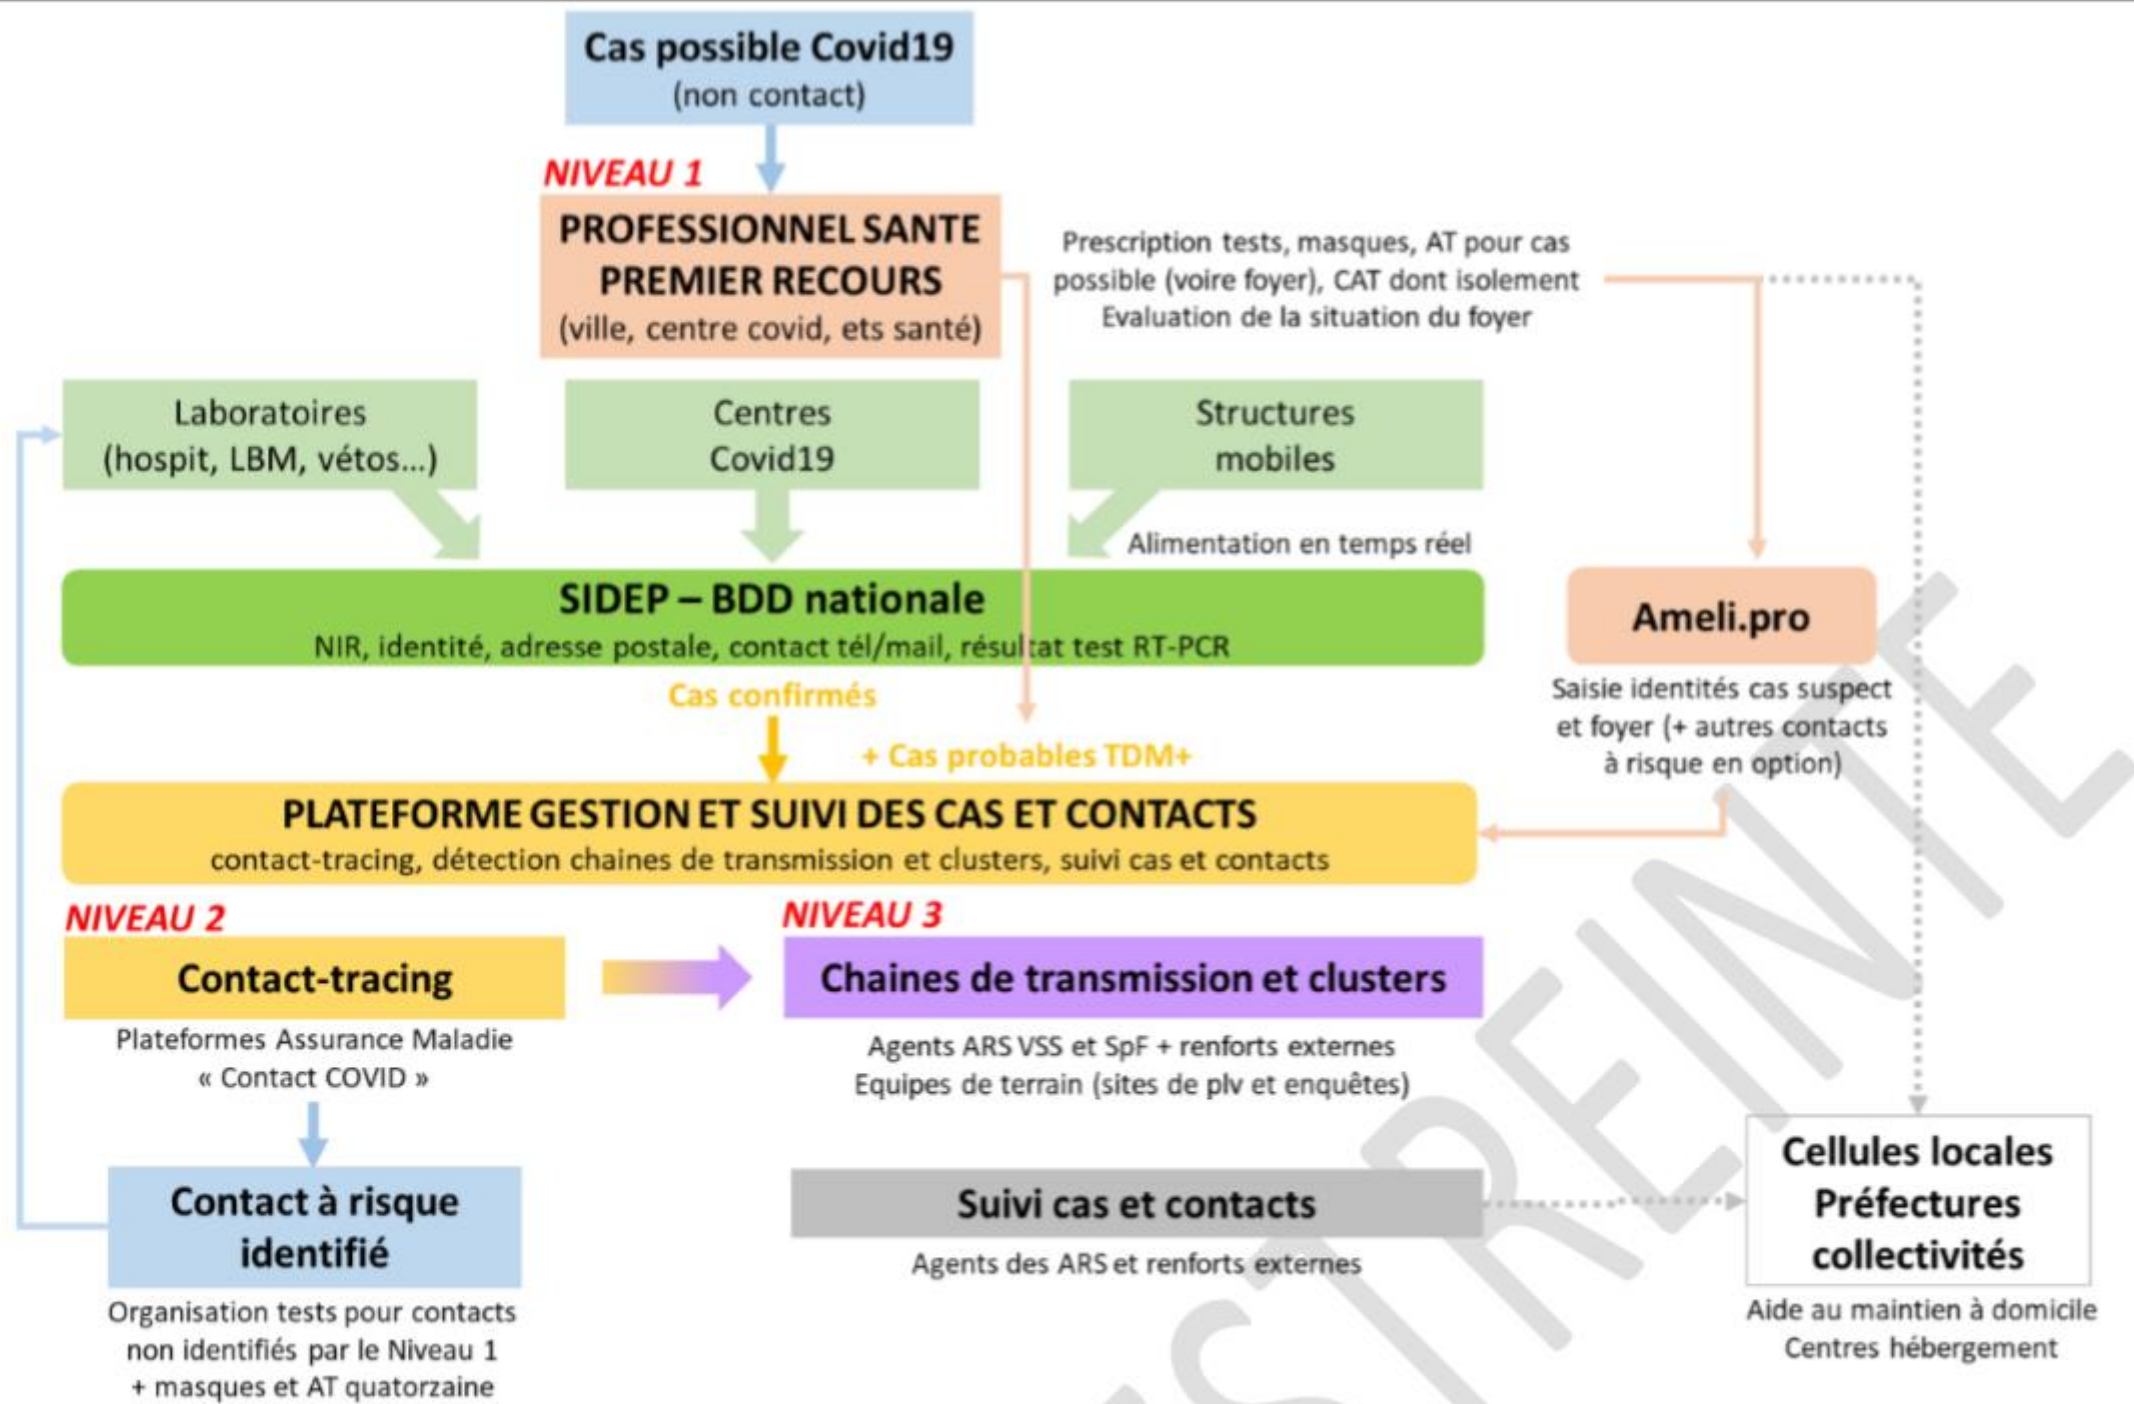 Cas possible Covid19
(non contact)
NIVEAU 1
PROFESSIONNEL SANTE
PREMIER RECOURS
(ville, centre covid, ets santé)
Prescription tests, masques, AT pour cas
possible (voire foyer), CAT dont isolement
Evaluation de la situation du foyer
Laboratoires
(hospit, LBM, vétos...)
Centres
Covid19
Structures
mobiles
Alimentation en temps réel
SIDEP – BDD nationale
NIR, identité, adresse postale, contact tél/mail, résultat test RT-PCR
Ameli.pro
Saisie identités cas suspect
et foyer (+ autres contacts
à risque en option)
Cas confirmés
+ Cas probables TDM+
PLATEFORME GESTION ET SUIVI DES CAS ET CONTACTS
contact-tracing, détection chaines de transmission et clusters, suivi cas et contacts
NIVEAU 2
Contact-tracing
Plateformes Assurance Maladie
« Contact COVID »
NIVEAU 3
Chaines de transmission et clusters
Agents ARS VSS et SpF + renforts externes
Equipes de terrain (sites de plv et enquêtes)
Contact à risque
identifié
Organisation tests pour contacts
non identifiés par le Niveau 1
+ masques et AT quatorzaine
Suivi cas et contacts
Agents des ARS et renforts externes
Cellules locales
Préfectures
collectivités
Aide au maintien à domicile
Centres hébergement
STREINTE